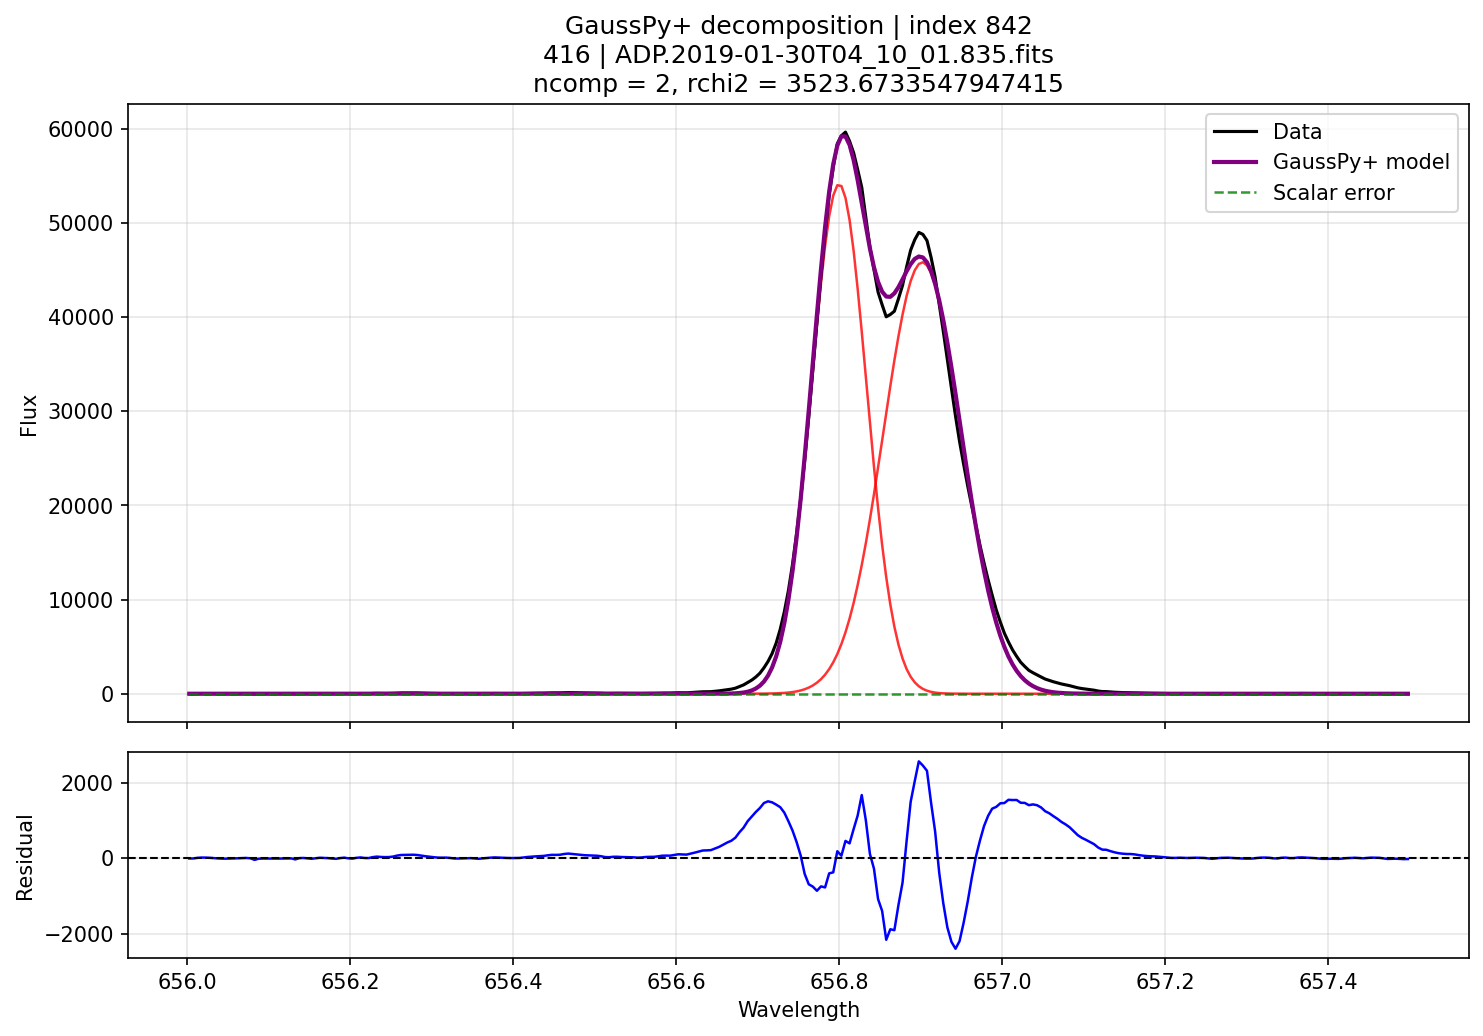 GaussPy+ decomposition | index 842
416 | ADP.2019-01-30T04_10_01.835.fits
ncomp = 2, rchi2 = 3523.6733547947415
Data
GaussPy+ model
Scalar error
60000
50000
40000
30000
20000
10000
0
Flux
2000
0
−2000
Residual
656.0 656.2 656.4 656.6 656.8 657.0 657.2 657.4
Wavelength